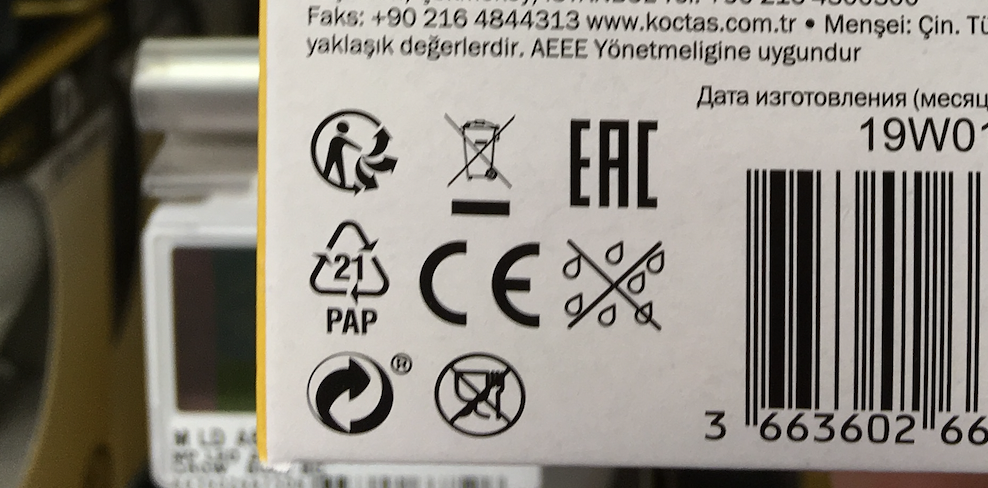 Faks: +90 216 4844313 www.koctas.com.tr • Menşei: Çin. Tü
yaklaşık değerlerdir. AEEE Yönetmeligine uygundur
Дата изготовления (месяц
19W01
EAC
21
PAP
CE
®
3 663602 66